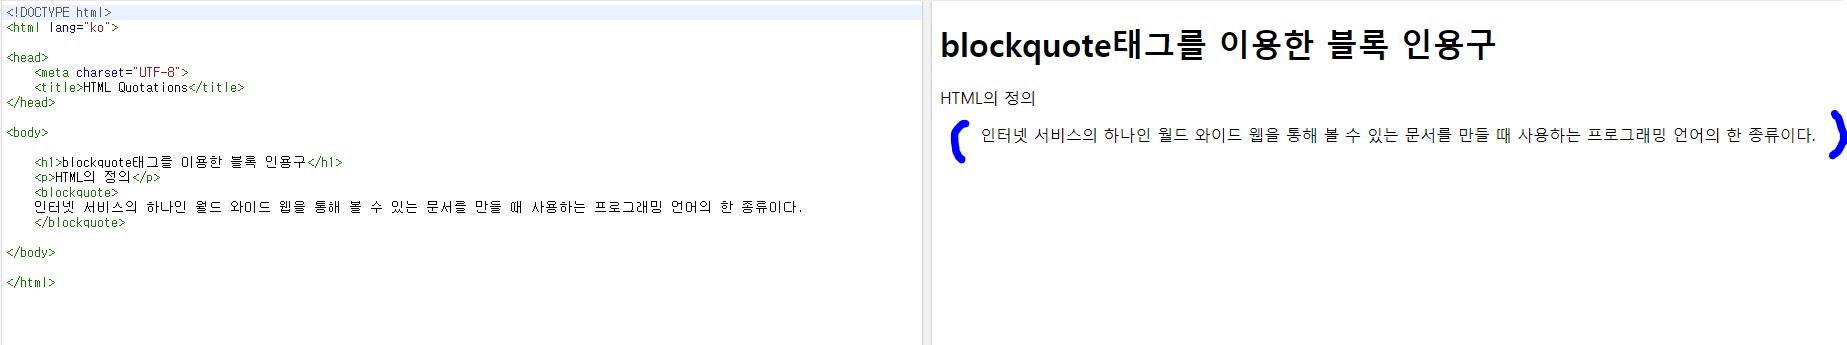 <!DOCTYPE html>
<html lang="ko">
<head>
<meta charset="UTF-8">
<title>HTML Quotations</title>
</head>
<body>
<h1>blockquote태그를 이용한 블록 인용구</h1>
<p>HTML의 정의</p>
<blockquote>
인터넷 서비스의 하나인 월드 와이드 웹을 통해 볼 수 있는 문서를 만들 때 사용하는 프로그래밍 언어의 한 종류이다.
</blockquote>
</body>
</html>
blockquote태그를 이용한 블록 인용구
HTML의 정의
인터넷 서비스의 하나인 월드 와이드 웹을 통해 볼 수 있는 문서를 만들 때 사용하는 프로그래밍 언어의 한 종류이다.